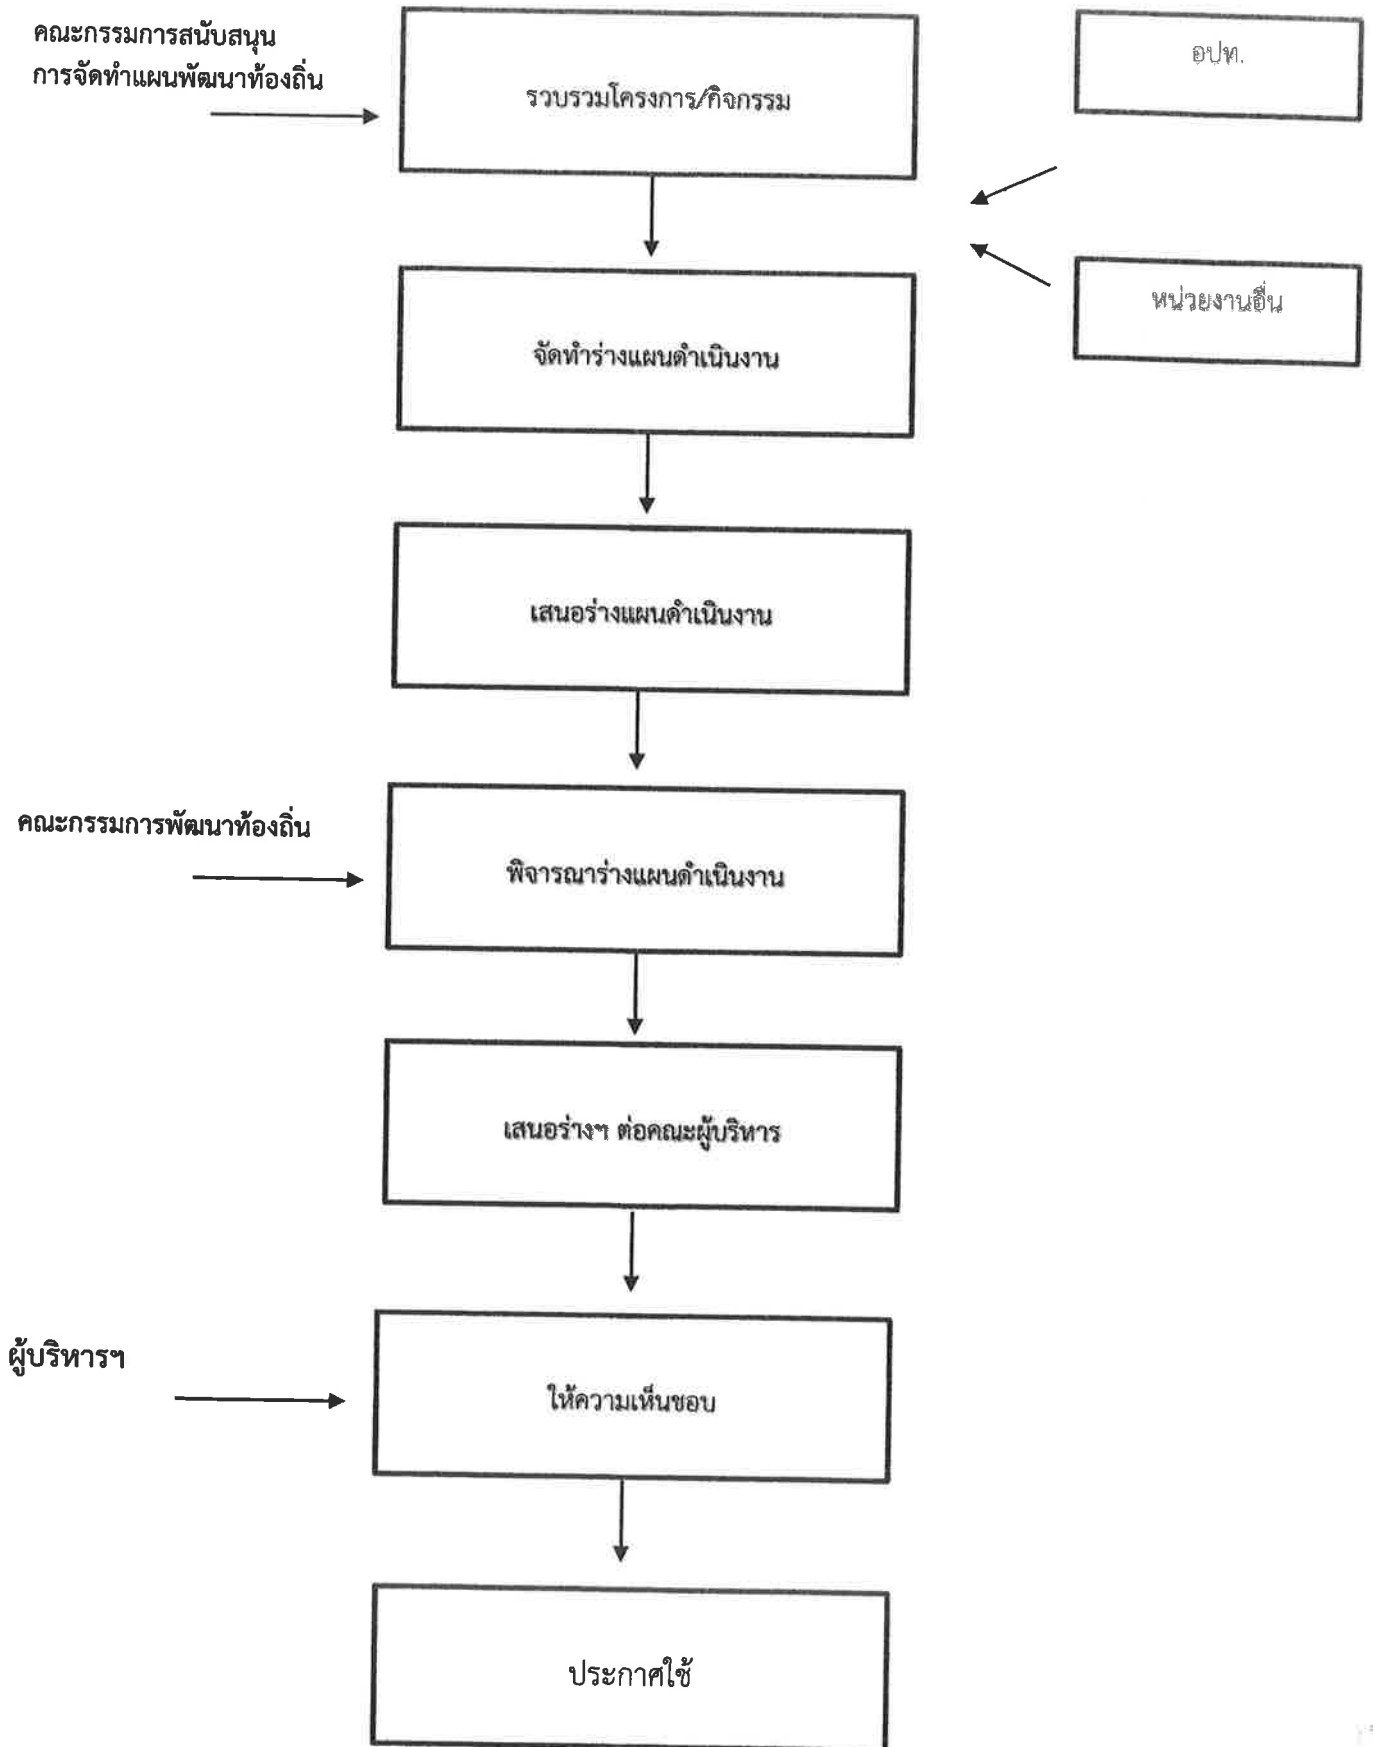 คณะกรรมการสนับสนุน
การจัดทำแผนพัฒนาท้องถิ่น
รวบรวมโครงการ/กิจกรรม
อปท.
หน่วยงานอื่น
จัดทำร่างแผนดำเนินงาน
เสนอร่างแผนดำเนินงาน
คณะกรรมการพัฒนาท้องถิ่น
พิจารณาร่างแผนดำเนินงาน
เสนอร่างฯ ต่อคณะผู้บริหาร
ผู้บริหารฯ
ให้ความเห็นชอบ
ประกาศใช้